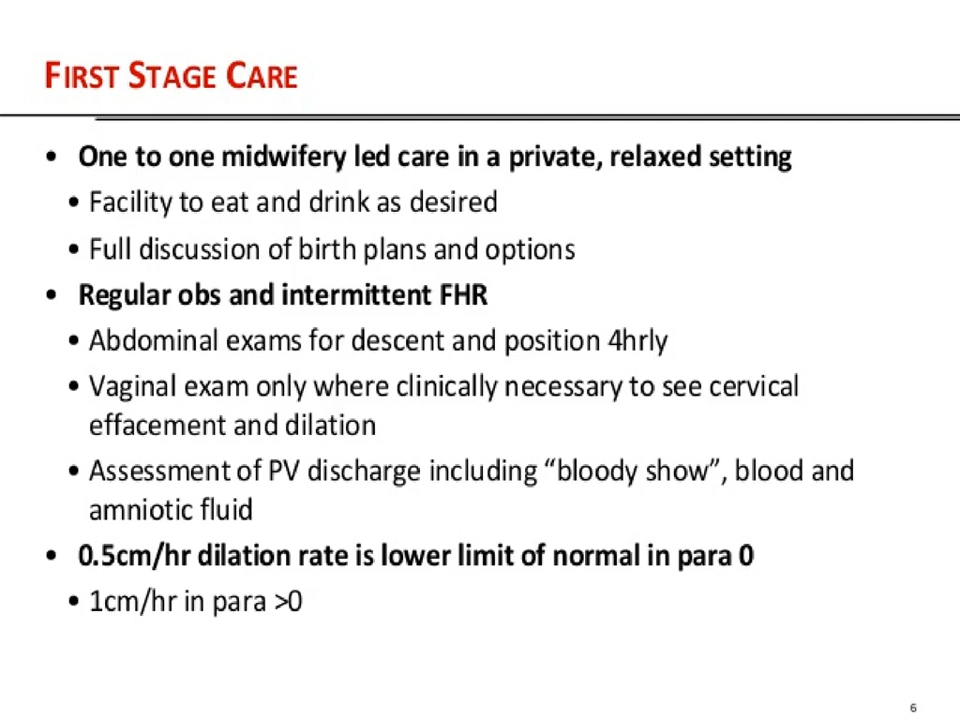 FIRST STAGE CARE
• One to one midwifery led care in a private, relaxed setting
• Facility to eat and drink as desired
• Full discussion of birth plans and options
• Regular obs and intermittent FHR
• Abdominal exams for descent and position 4hrly
• Vaginal exam only where clinically necessary to see cervical
effacement and dilation
• Assessment of PV discharge including “bloody show”, blood and
amniotic fluid
• 0.5cm/hr dilation rate is lower limit of normal in para 0
• 1cm/hr in para >0
6